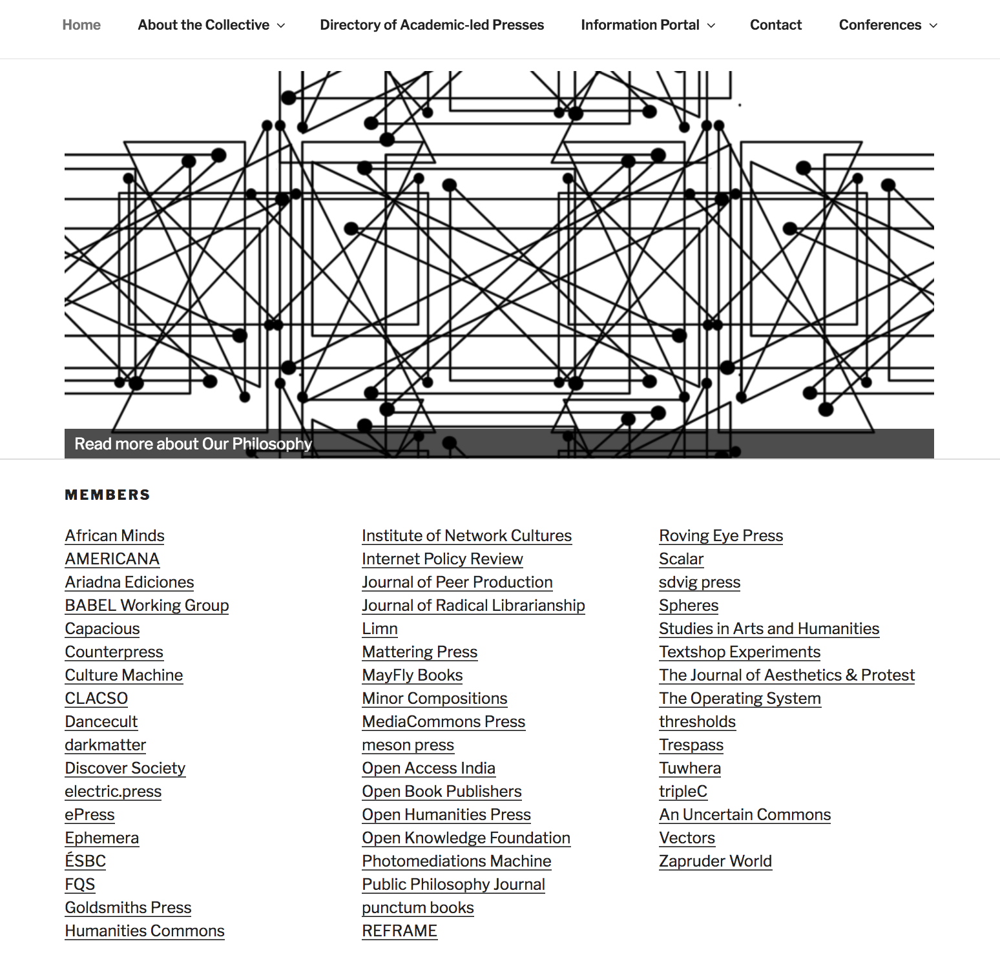 Home About the Collective Directory of Academic-led Presses Information Portal Contact Conferences
Read more about Our Philosophy
MEMBERS
African Minds
AMERICANA
Ariadna Ediciones
BABEL Working Group
Capacious
Counterpress
Culture Machine
CLACSO
Dancecult
darkmatter
Discover Society
electric.press
ePress
Ephemera
ÉSBC
FQS
Goldsmiths Press
Humanities Commons
Institute of Network Cultures
Internet Policy Review
Journal of Peer Production
Journal of Radical Librarianship
Limn
Mattering Press
MayFly Books
Minor Compositions
MediaCommons Press
meson press
Open Access India
Open Book Publishers
Open Humanities Press
Open Knowledge Foundation
Photomediations Machine
Public Philosophy Journal
punctum books
REFRAME
Roving Eye Press
Scalar
sdvig press
Spheres
Studies in Arts and Humanities
Textshop Experiments
The Journal of Aesthetics & Protest
The Operating System
thresholds
Trespass
Tuwhera
tripleC
An Uncertain Commons
Vectors
Zapruder World